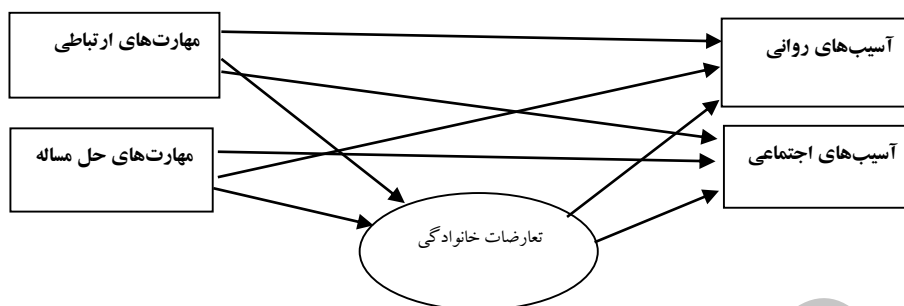 مهارت‌های ارتباطی
آسیب‌های روانی
مهارت‌های حل مساله
آسیب‌های اجتماعی
تعارضات خانوادگی